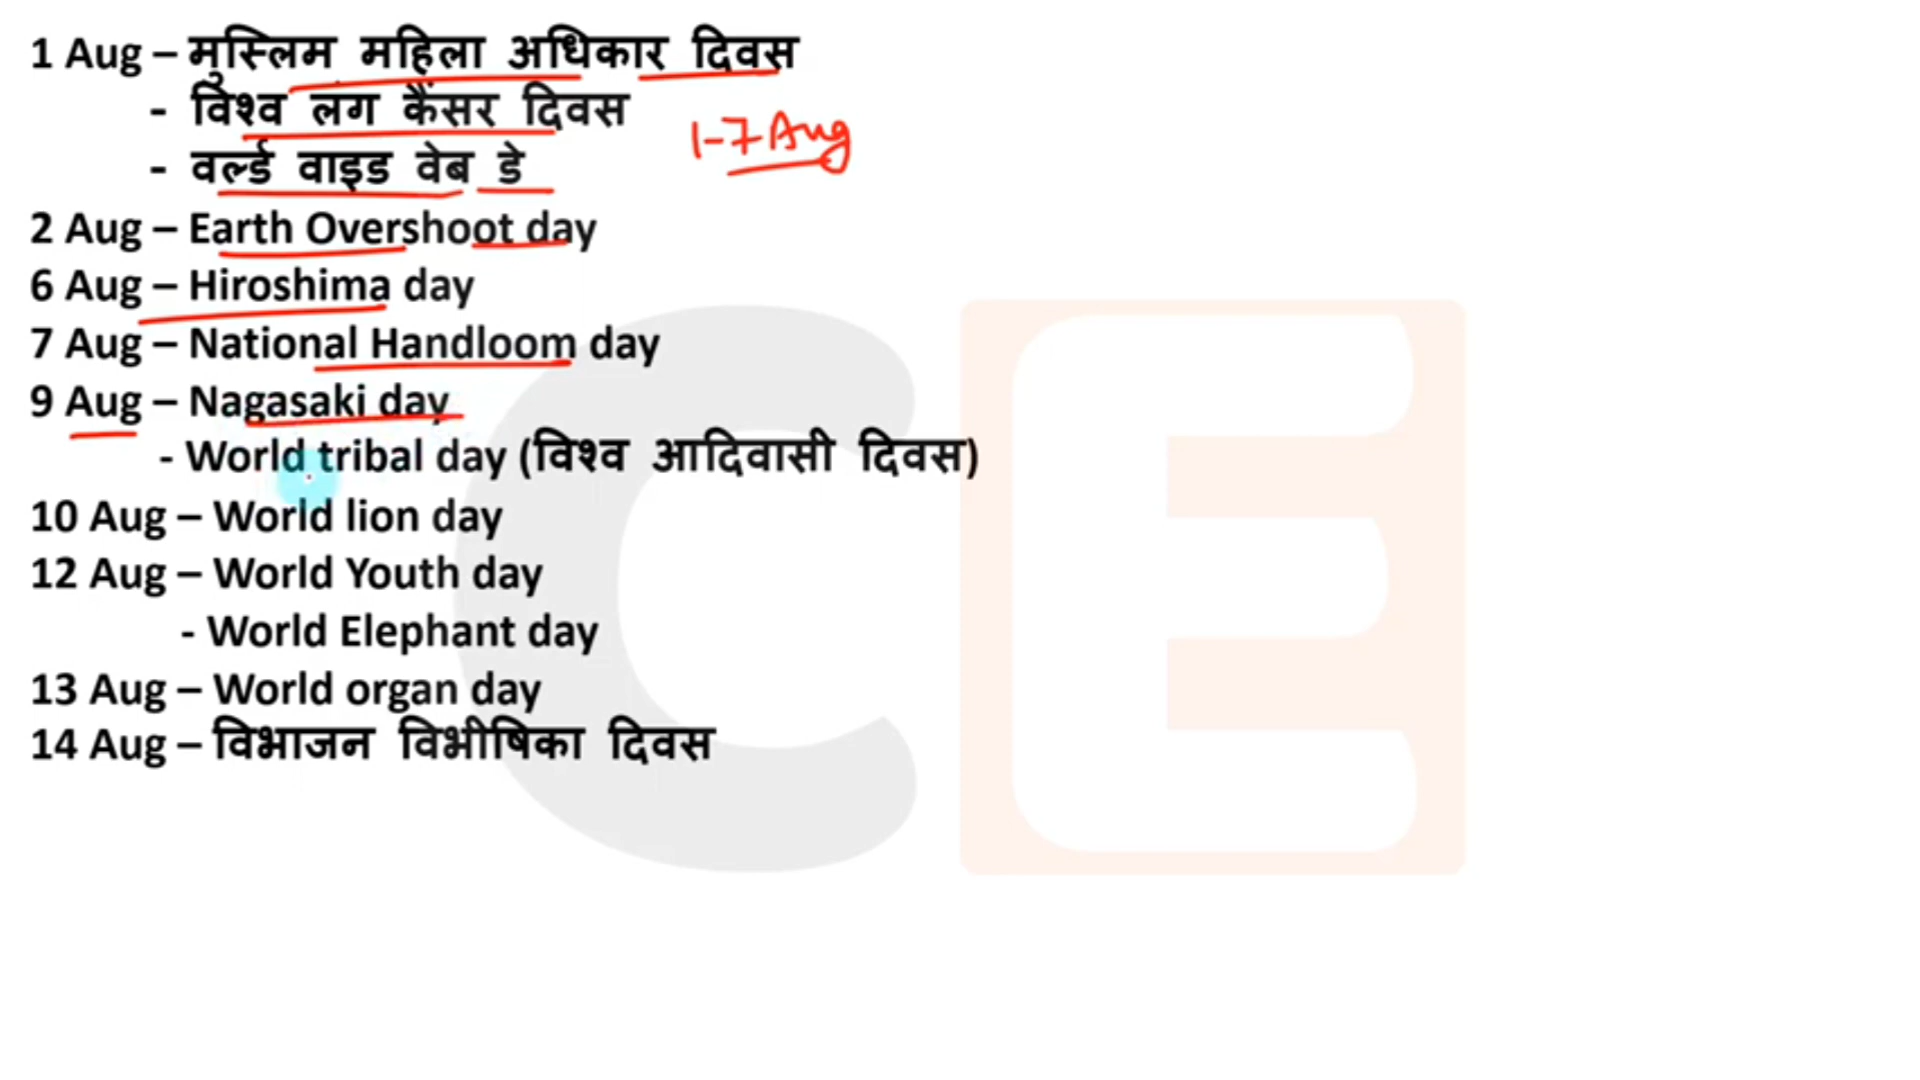 1 Aug – मुस्लिम महिला अधिकार दिवस
- विश्व लंग कैंसर दिवस
1-7 Aug
- वर्ल्ड वाइड वेब डे
2 Aug – Earth Overshoot day
6 Aug – Hiroshima day
7 Aug – National Handloom day
9 Aug – Nagasaki day
- World tribal day (विश्व आदिवासी दिवस)
10 Aug – World lion day
12 Aug – World Youth day
- World Elephant day
13 Aug – World organ day
14 Aug – विभाजन विभीषिका दिवस
CE